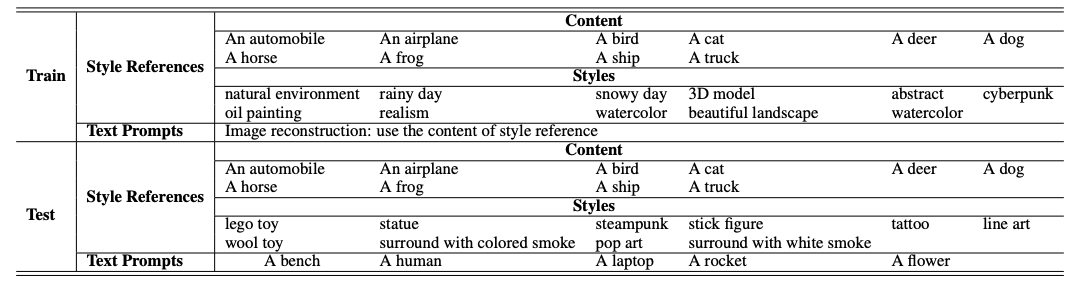 Content
An automobile An airplane A bird A cat A deer A dog
A horse A frog A ship A truck
Train Style References
Styles
natural environment rainy day snowy day 3D model abstract cyberpunk
oil painting realism watercolor beautiful landscape watercolor
Text Prompts Image reconstruction: use the content of style reference
Content
An automobile An airplane A bird A cat A deer A dog
A horse A frog A ship A truck
Test Style References
Styles
lego toy statue steampunk stick figure tattoo line art
wool toy surround with colored smoke pop art surround with white smoke
Text Prompts A bench A human A laptop A rocket A flower